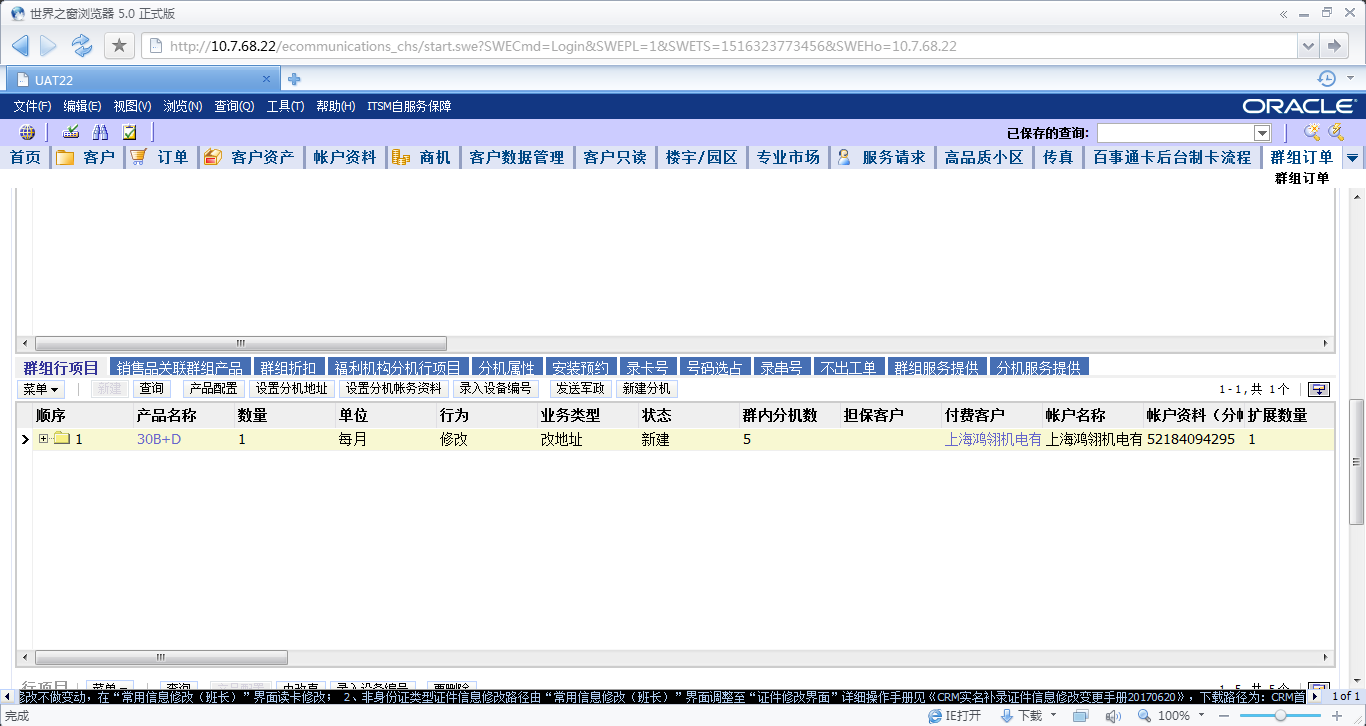 世界之窗浏览器 5.0 正式版
http://10.7.68.22/ecommunications_chs/start.swe?SWECmd=Login&SWEPL=1&SWETS=1516323773456&SWEHo=10.7.68.22
UAT22
文件(F) 编辑(E) 视图(V) 浏览(N) 查询(Q) 工具(T) 帮助(H) ITSM自服务保障 ORACLE
已保存的查询:
首页 客户 订单 客户资产 帐户资料 商机 客户数据管理 客户只读 楼宇/园区 专业市场 服务请求 高品质小区 传真 百事通卡后台制卡流程 群组订单
群组订单
群组行项目 销售品关联群组产品 群组折扣 福利机构分机行项目 分机属性 安装预约 录卡号 号码选占 录串号 不出工单 群组服务提供 分机服务提供
菜单 新建 查询 产品配置 设置分机地址 设置分机帐务资料 录入设备编号 发送军政 新建分机 1-1,共 1个
顺序 产品名称 数量 单位 行为 业务类型 状态 群内分机数 担保客户 付费客户 帐户名称 帐户资料（分 扩展数量
1 30B+D 1 每月 修改 改地址 新建 5 上海鸿翎机电有 上海鸿翎机电有 52184094295 1
行项目 菜单 查询 产品配置 录入设备编号 1-5,共 5个
修改不做变动，在“常用信息修改（班长）”界面读卡修改； 2、非身份证类型证件信息修改路径由“常用信息修改（班长）”界面调整至“证件修改界面”详细操作手册见《CRM实名补录证件信息修改变更手册20170620》，下载路径为：CRM首 1 of 1
完成 IE打开 下载 100%